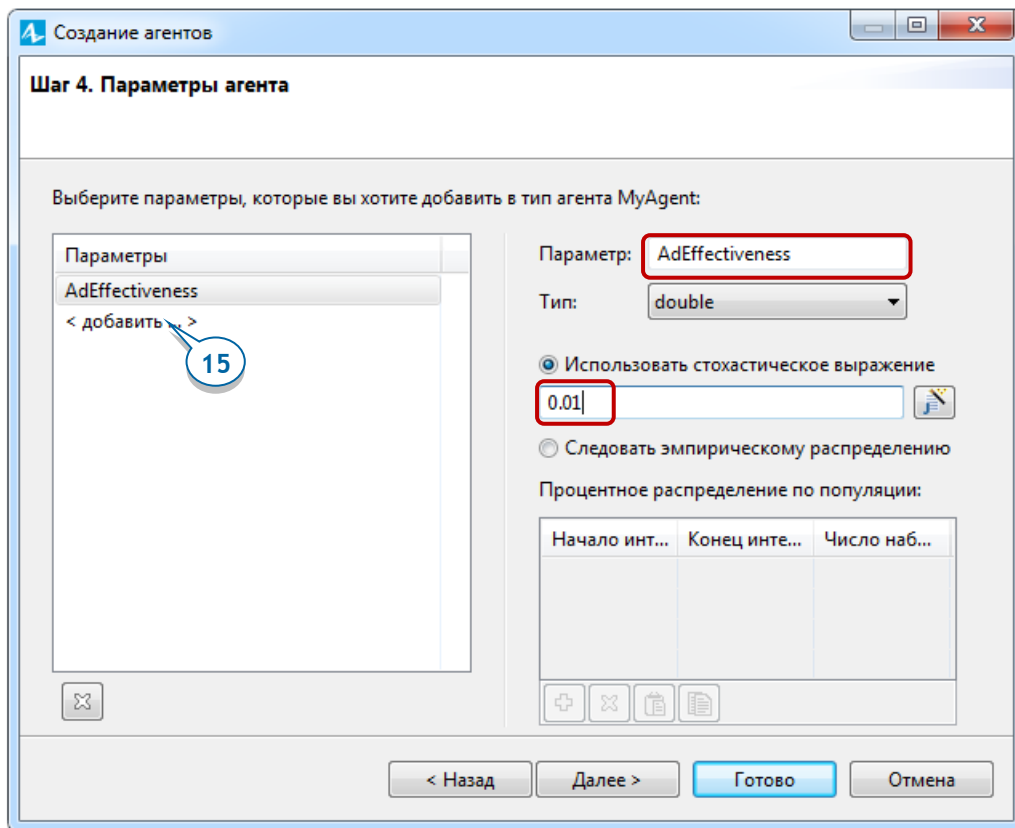 Создание агентов
Шаг 4. Параметры агента
Выберите параметры, которые вы хотите добавить в тип агента MyAgent:
Параметры
AdEffectiveness
< добавить ... >
15
Параметр: AdEffectiveness
Тип: double
Использовать стохастическое выражение
0.01
Следовать эмпирическому распределению
Процентное распределение по популяции:
Начало инт... Конец инте... Число наб...
< Назад Далее > Готово Отмена